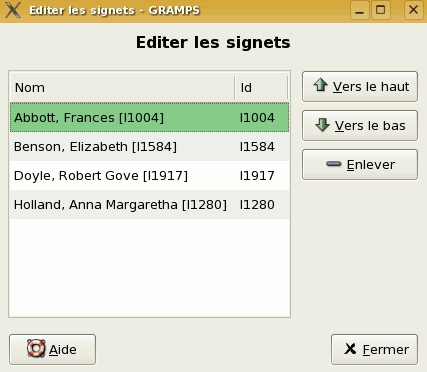 Editer les signets - GRAMPS
Editer les signets
Nom Id
Abbott, Frances [I1004] I1004
Benson, Elizabeth [I1584] I1584
Doyle, Robert Gove [I1917] I1917
Holland, Anna Margaretha [I1280] I1280
Vers le haut
Vers le bas
Enlever
Aide
Fermer